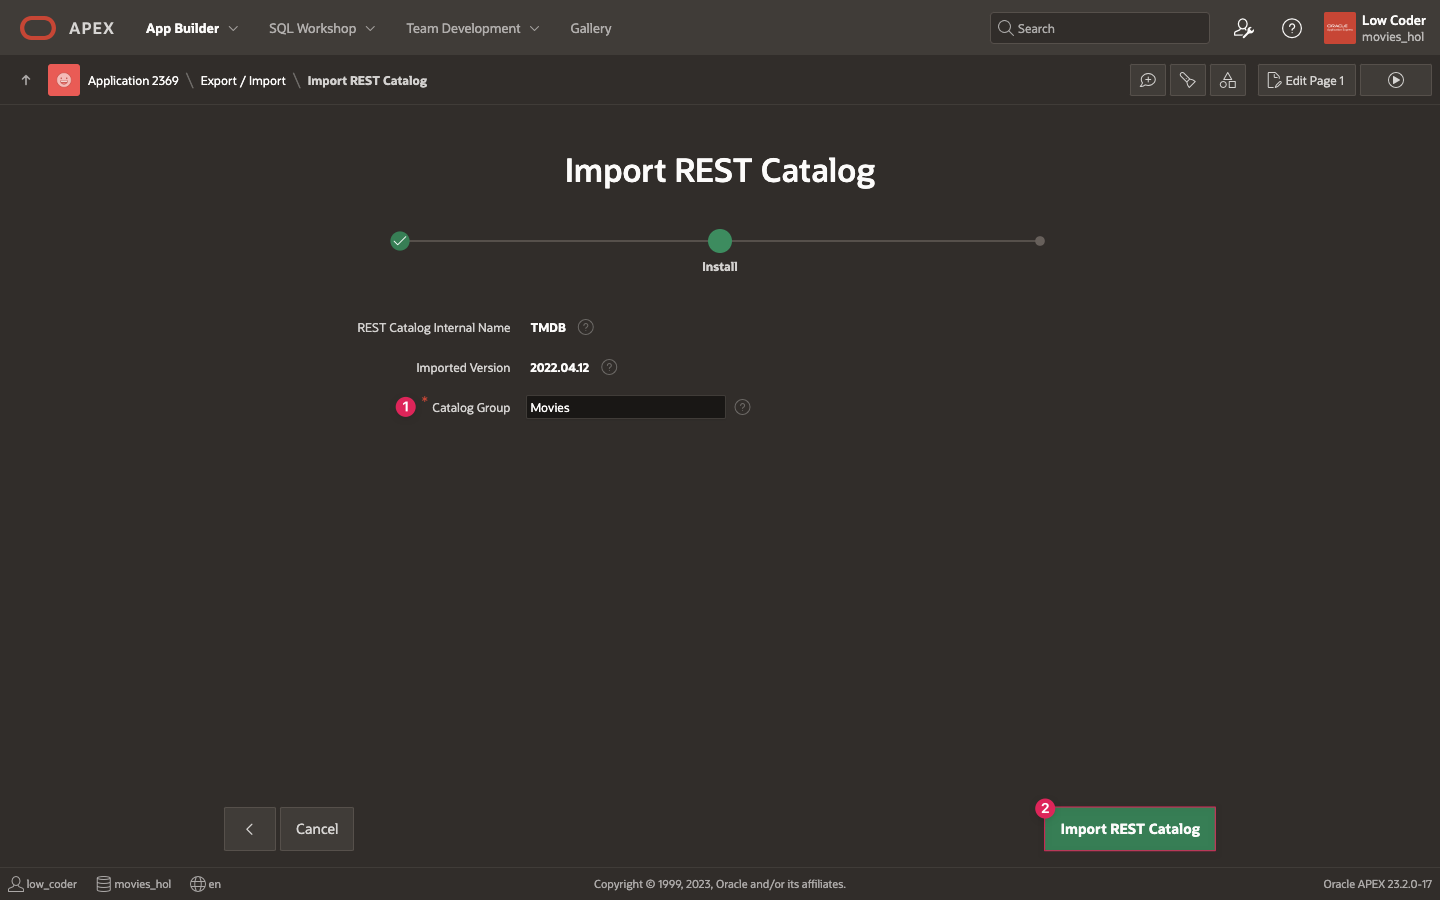 APEX
App Builder
SQL Workshop
Team Development
Gallery
Search
Low Coder
movies_hol
Application 2369 \ Export / Import \ Import REST Catalog
Edit Page 1
Import REST Catalog
Install
REST Catalog Internal Name TMDB
Imported Version 2022.04.12
1 * Catalog Group Movies
Cancel
2
Import REST Catalog
low_coder
movies_hol
en
Copyright © 1999, 2023, Oracle and/or its affiliates.
Oracle APEX 23.2.0-17